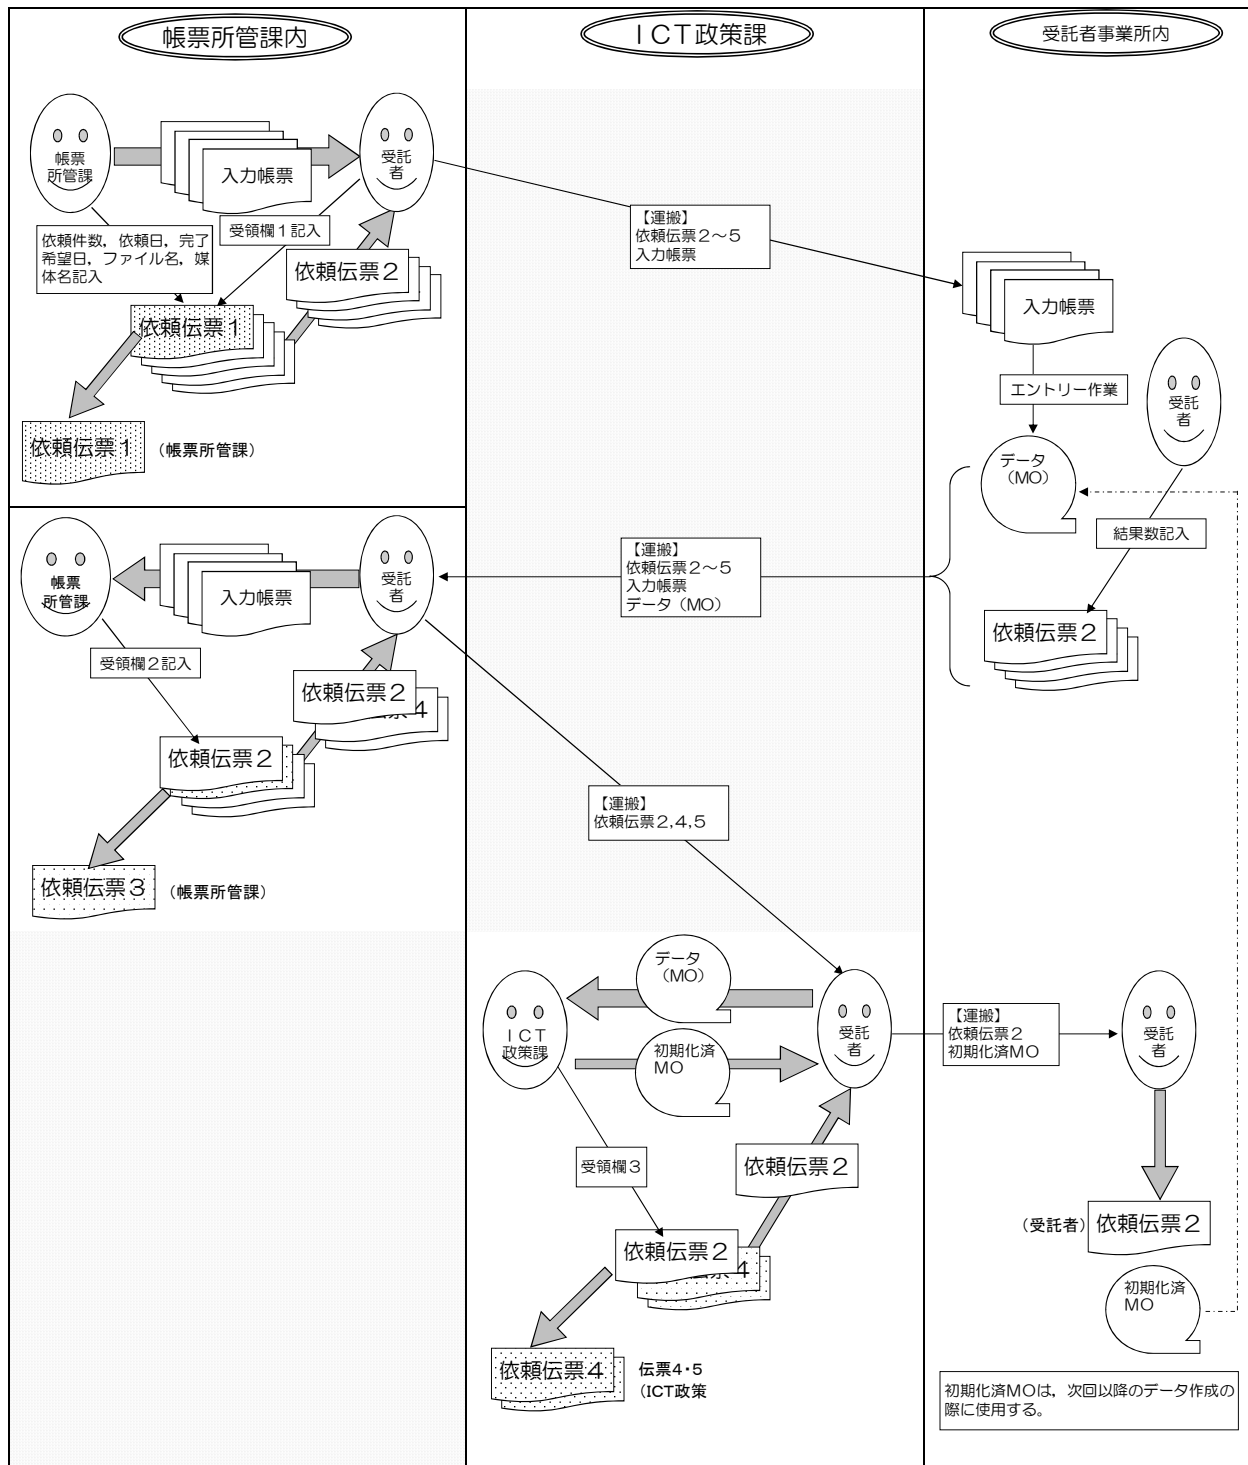 帳票所管課内
ＩＣＴ政策課
受託者事業所内
帳票
所管課
入力帳票
受託
者
依頼件数，依頼日，完了
希望日，ファイル名，媒
体名記入
受領欄１記入
依頼伝票２
依頼伝票１
依頼伝票１
（帳票所管課）
【運搬】
依頼伝票２～５
入力帳票
入力帳票
エントリー作業
受託
者
データ
（MO）
結果数記入
依頼伝票２
帳票
所管課
入力帳票
受託
者
【運搬】
依頼伝票２～５
入力帳票
データ（MO）
受領欄２記入
依頼伝票２
伝票４
依頼伝票２
依頼伝票３
（帳票所管課）
【運搬】
依頼伝票２,４,５
データ
（MO）
ＩＣＴ
政策課
初期化済
ＭＯ
受託
者
【運搬】
依頼伝票２
初期化済ＭＯ
受託
者
受領欄３
依頼伝票２
依頼伝票２
伝票４
依頼伝票４
伝票４・５
（ICT政策
（受託者）
依頼伝票２
初期化済
ＭＯ
初期化済ＭＯは，次回以降のデータ作成の
際に使用する。